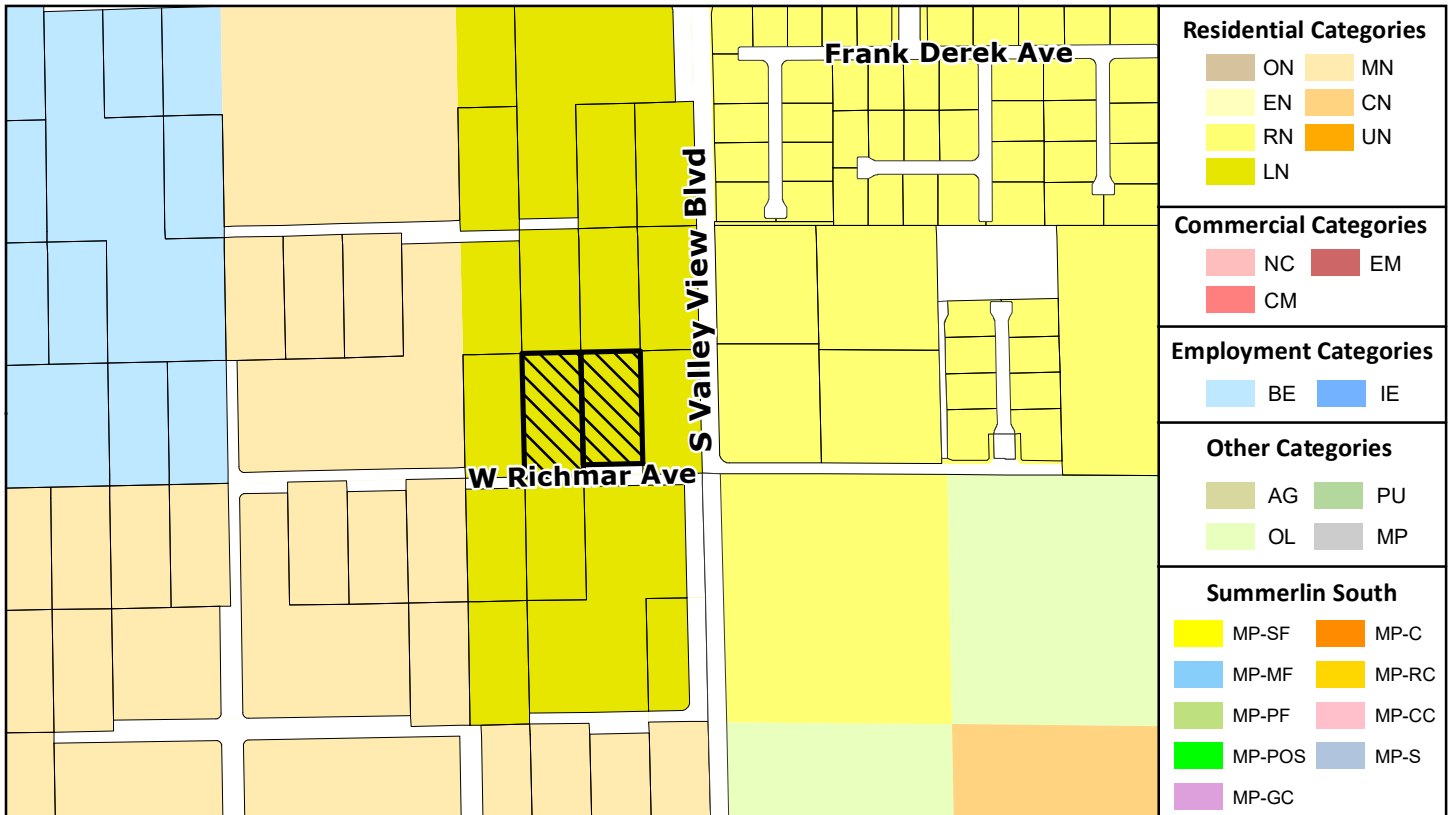 Frank Derek Ave
S Valley View Blvd
W Richmar Ave
Residential Categories
ON MN
EN CN
RN UN
LN
Commercial Categories
NC EM
CM
Employment Categories
BE IE
Other Categories
AG PU
OL MP
Summerlin South
MP-SF MP-C
MP-MF MP-RC
MP-PF MP-CC
MP-POS MP-S
MP-GC